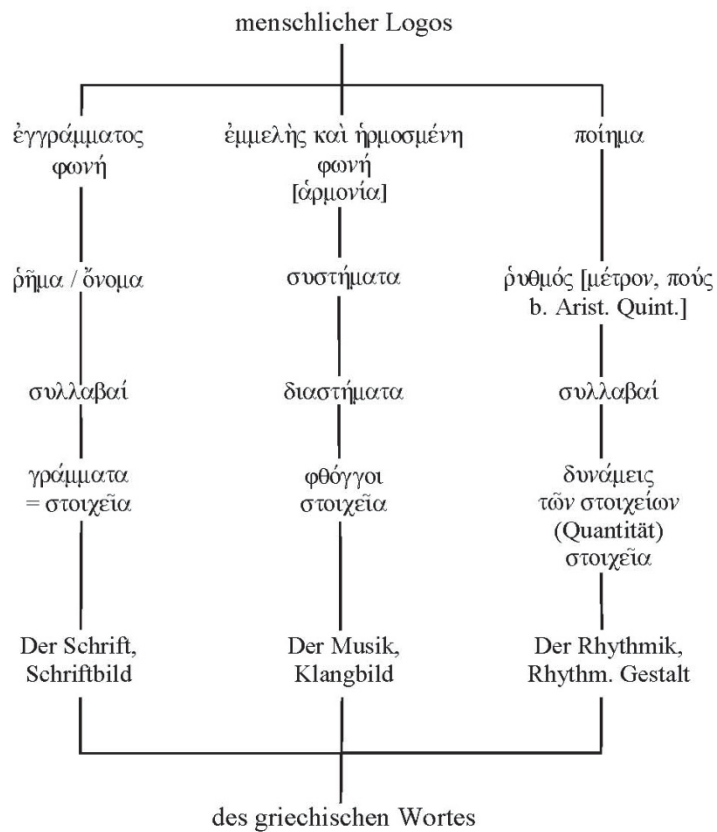 menschlicher Logos
ἐγγράμματος
φωνή
ἐμμελὴς καὶ ἡρμοσμένη
φωνή
[ἁρμονία]
ποίημα
ῥῆμα / ὄνομα
συστήματα
ῥυθμός [μέτρον, πούς
b. Arist. Quint.]
συλλαβαί
διαστήματα
συλλαβαί
γράμματα
= στοιχεῖα
φθόγγοι
στοιχεῖα
δυνάμεις
τῶν στοιχείων
(Quantität)
στοιχεῖα
Der Schrift,
Schriftbild
Der Musik,
Klangbild
Der Rhythmik,
Rhythm. Gestalt
des griechischen Wortes